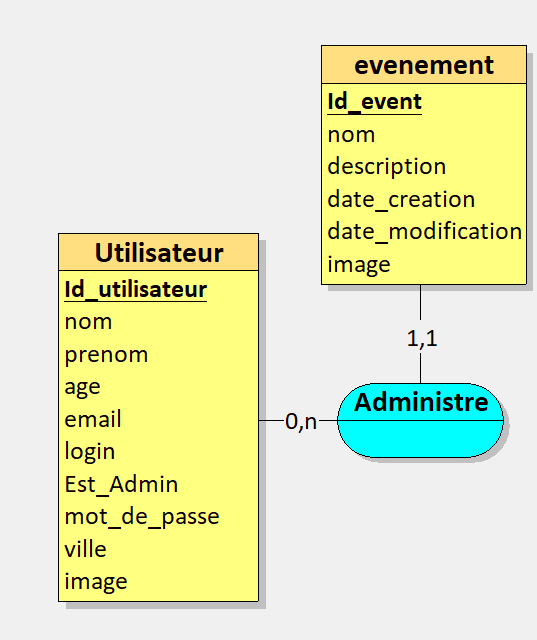 evenement
Id_event
nom
description
date_creation
date_modification
image
1,1
Utilisateur
Id_utilisateur
nom
prenom
age
email
login
Est_Admin
mot_de_passe
ville
image
0,n
Administre